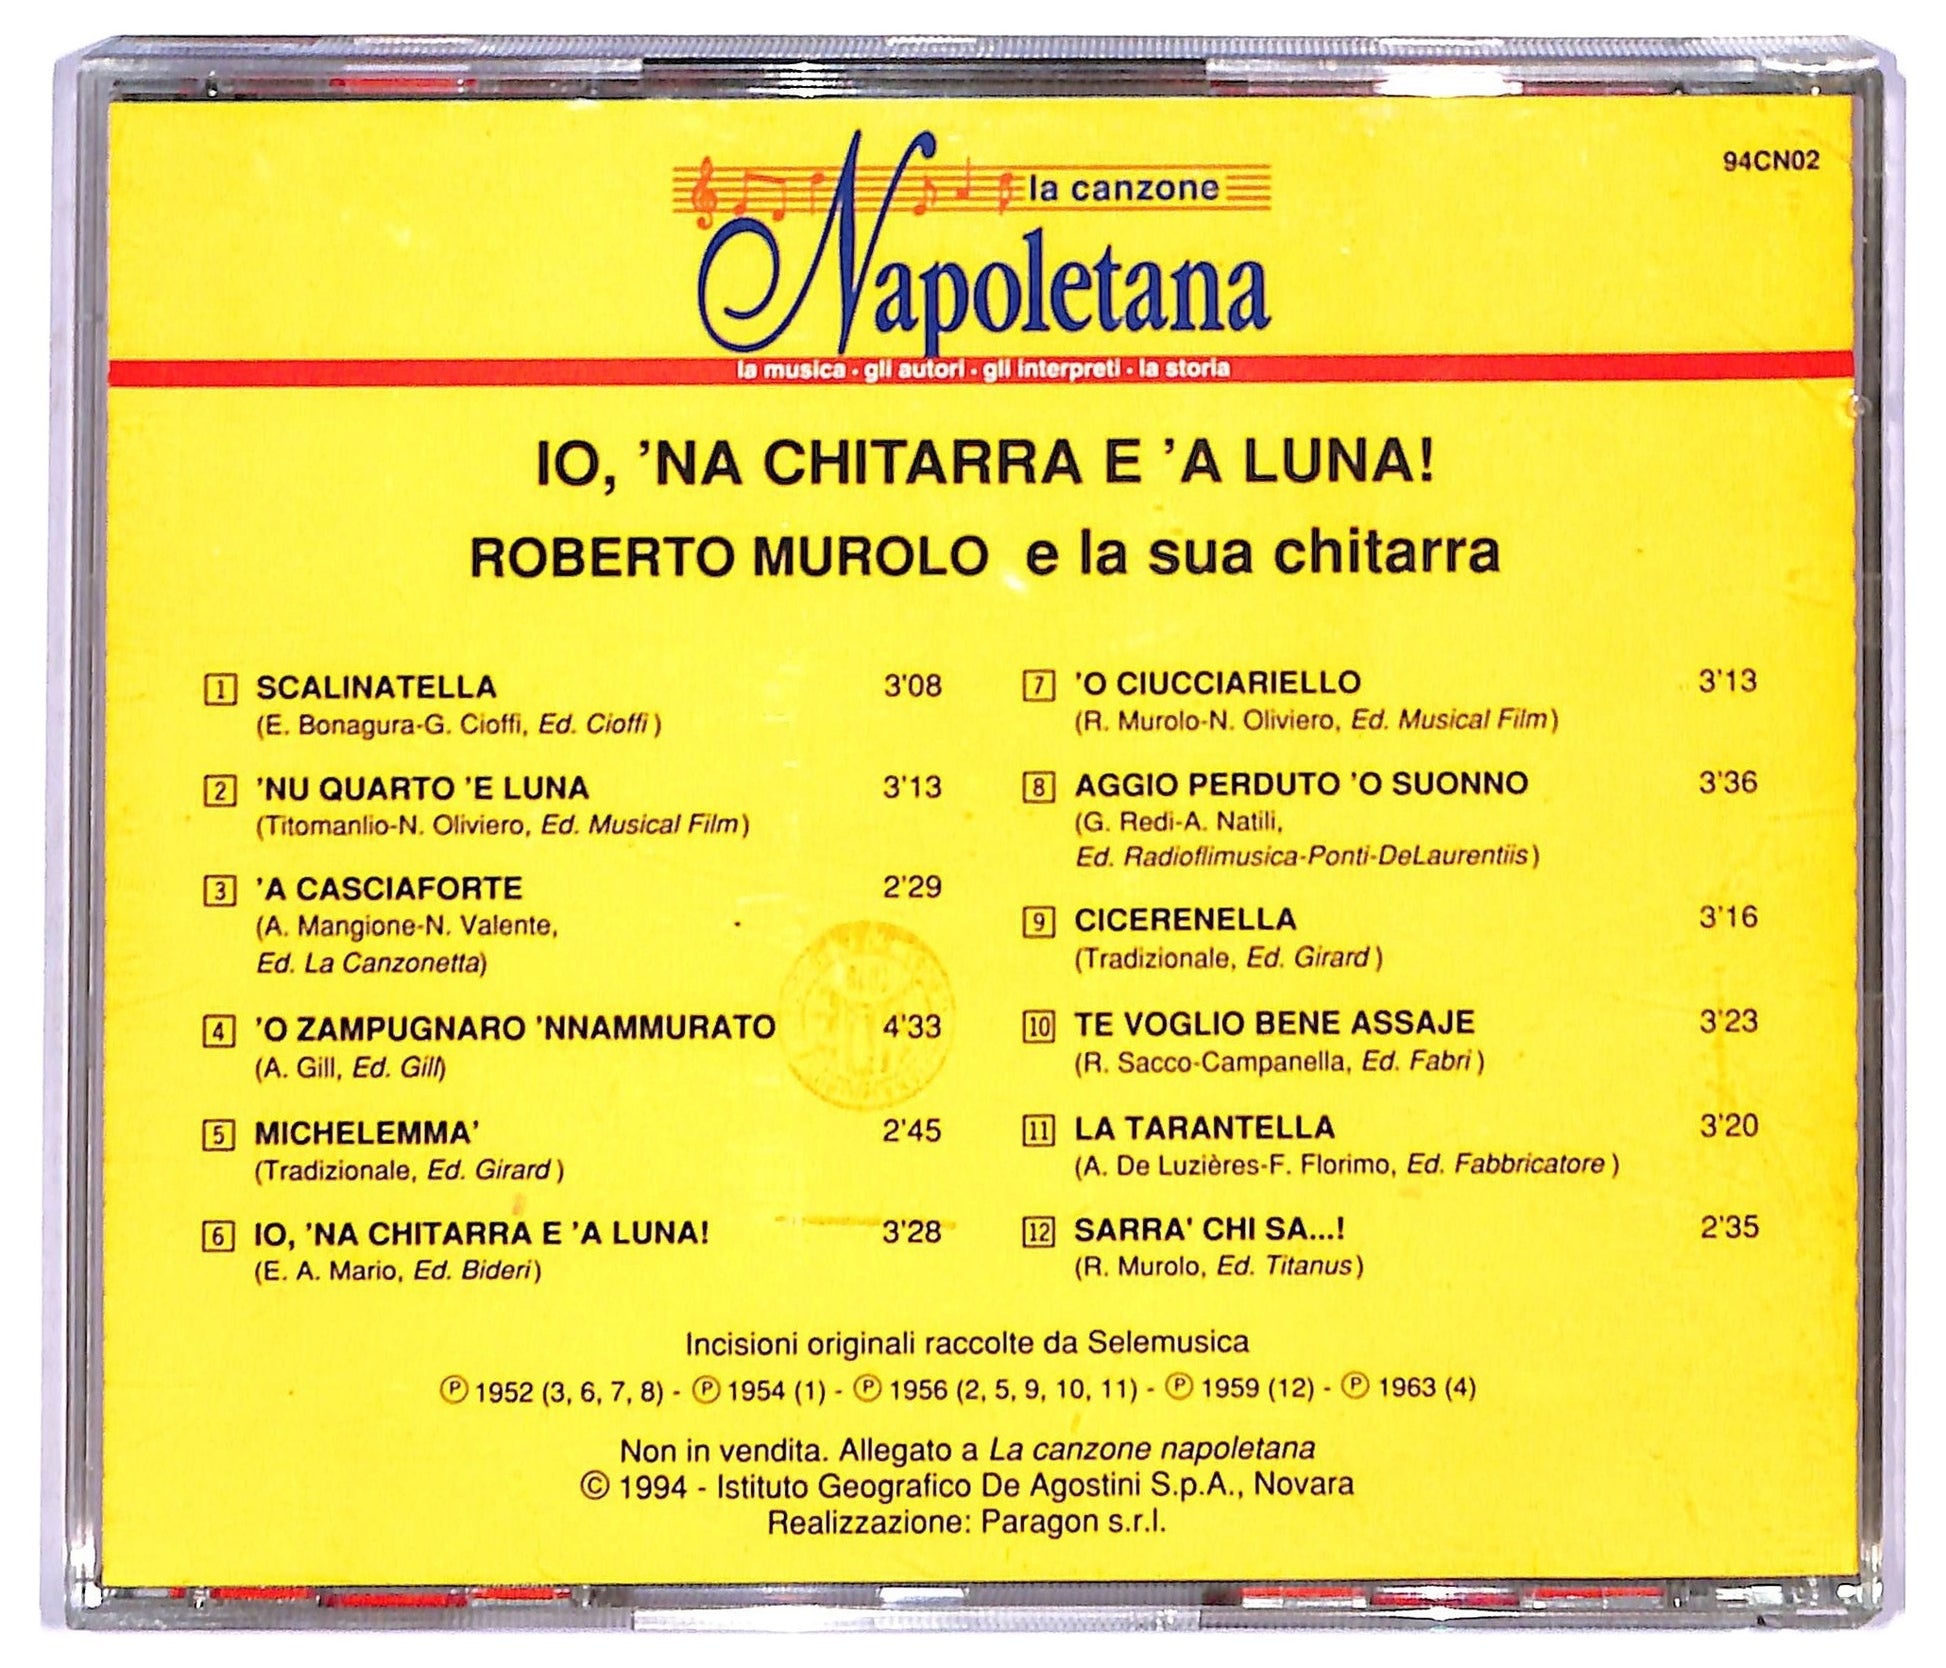 94CN02
la canzone
Napoletana
la musica · gli autori · gli interpreti · la storia
IO, ’NA CHITARRA E ’A LUNA!
ROBERTO MUROLO e la sua chitarra
1 SCALINATELLA 3'08
(E. Bonagura-G. Cioffi, Ed. Cioffi)
2 ’NU QUARTO ’E LUNA 3'13
(Titomanlio-N. Oliviero, Ed. Musical Film)
3 ’A CASCIAFORTE 2'29
(A. Mangione-N. Valente,
Ed. La Canzonetta)
4 ’O ZAMPUGNARO ’NNAMMURATO 4'33
(A. Gill, Ed. Gill)
5 MICHELEMMA’ 2'45
(Tradizionale, Ed. Girard)
6 IO, ’NA CHITARRA E ’A LUNA! 3'28
(E. A. Mario, Ed. Bideri)
7 ’O CIUCCIARIELLO 3'13
(R. Murolo-N. Oliviero, Ed. Musical Film)
8 AGGIO PERDUTO ’O SUONNO 3'36
(G. Redi-A. Natili,
Ed. Radioflimusica-Ponti-DeLaurentiis)
9 CICERENELLA 3'16
(Tradizionale, Ed. Girard)
10 TE VOGLIO BENE ASSAJE 3'23
(R. Sacco-Campanella, Ed. Fabri)
11 LA TARANTELLA 3'20
(A. De Luzières-F. Florimo, Ed. Fabbricatore)
12 SARRA’ CHI SA...! 2'35
(R. Murolo, Ed. Titanus)
Incisioni originali raccolte da Selemusica
℗ 1952 (3, 6, 7, 8) - ℗ 1954 (1) - ℗ 1956 (2, 5, 9, 10, 11) - ℗ 1959 (12) - ℗ 1963 (4)
Non in vendita. Allegato a La canzone napoletana
© 1994 - Istituto Geografico De Agostini S.p.A., Novara
Realizzazione: Paragon s.r.l.